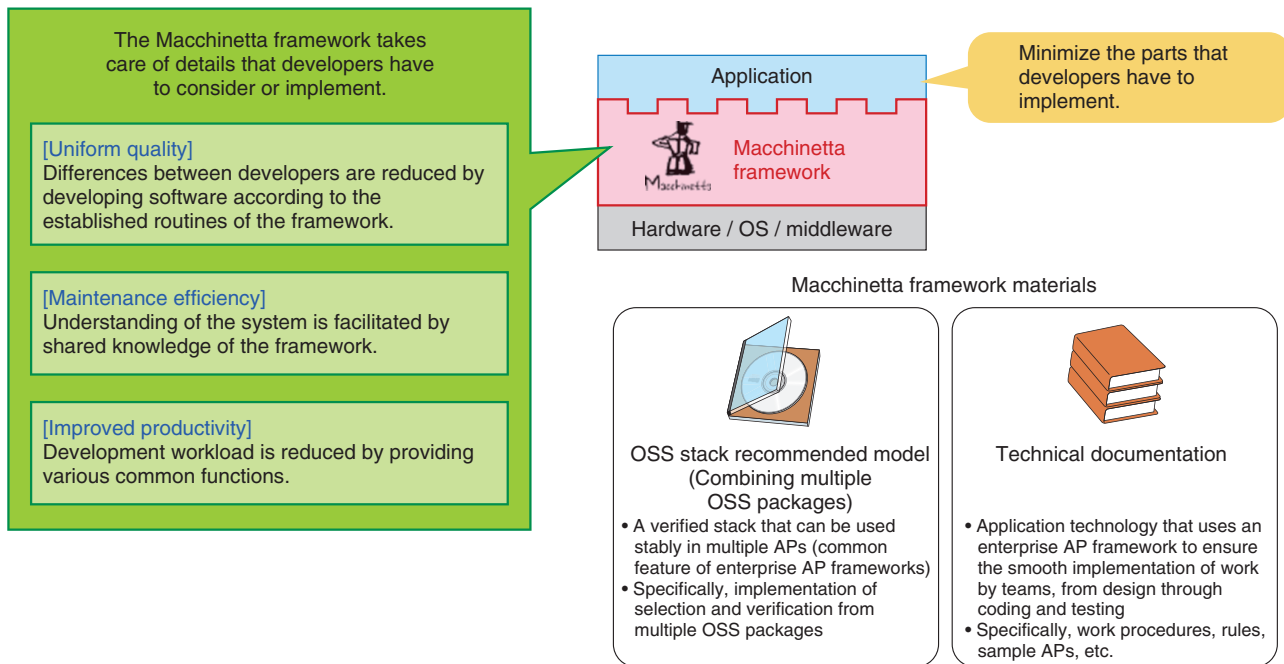 The Macchinetta framework takes
care of details that developers have
to consider or implement.
[Uniform quality]
Differences between developers are reduced by
developing software according to the
established routines of the framework.
[Maintenance efficiency]
Understanding of the system is facilitated by
shared knowledge of the framework.
[Improved productivity]
Development workload is reduced by providing
various common functions.
Application
Macchinetta
Macchinetta
framework
Hardware / OS / middleware
Minimize the parts that
developers have to
implement.
Macchinetta framework materials
OSS stack recommended model
(Combining multiple
OSS packages)
• A verified stack that can be used
stably in multiple APs (common
feature of enterprise AP frameworks)
• Specifically, implementation of
selection and verification from
multiple OSS packages
Technical documentation
• Application technology that uses an
enterprise AP framework to ensure
the smooth implementation of work
by teams, from design through
coding and testing
• Specifically, work procedures, rules,
sample APs, etc.